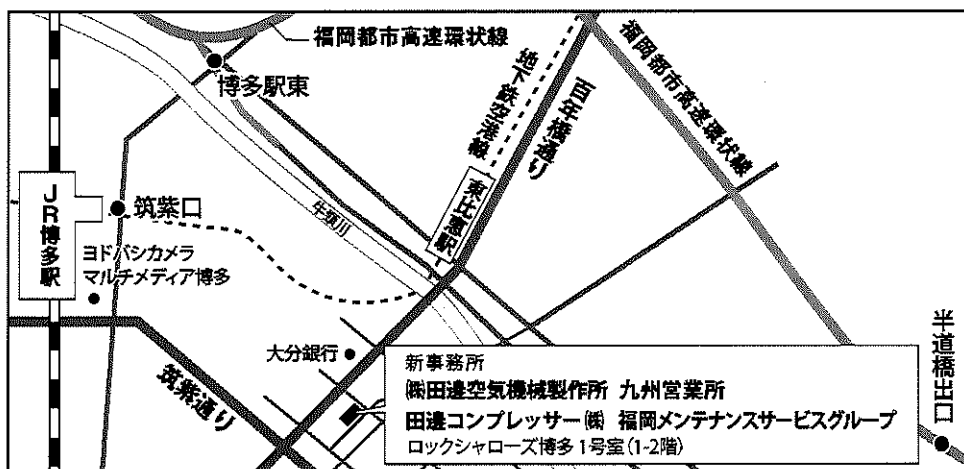 福岡都市高速環状線
博多駅東
地下鉄空港線
百年橋通り
福岡都市高速環状線
JR博多駅
筑紫口
牛頸川
東比恵駅
ヨドバシカメラ
マルチメディア博多
大分銀行
筑紫通り
半道橋出口
新事務所
㈱田邊空気機械製作所 九州営業所
田邊コンプレッサー㈱ 福岡メンテナンスサービスグループ
ロックシャローズ博多 1号室(1-2階)